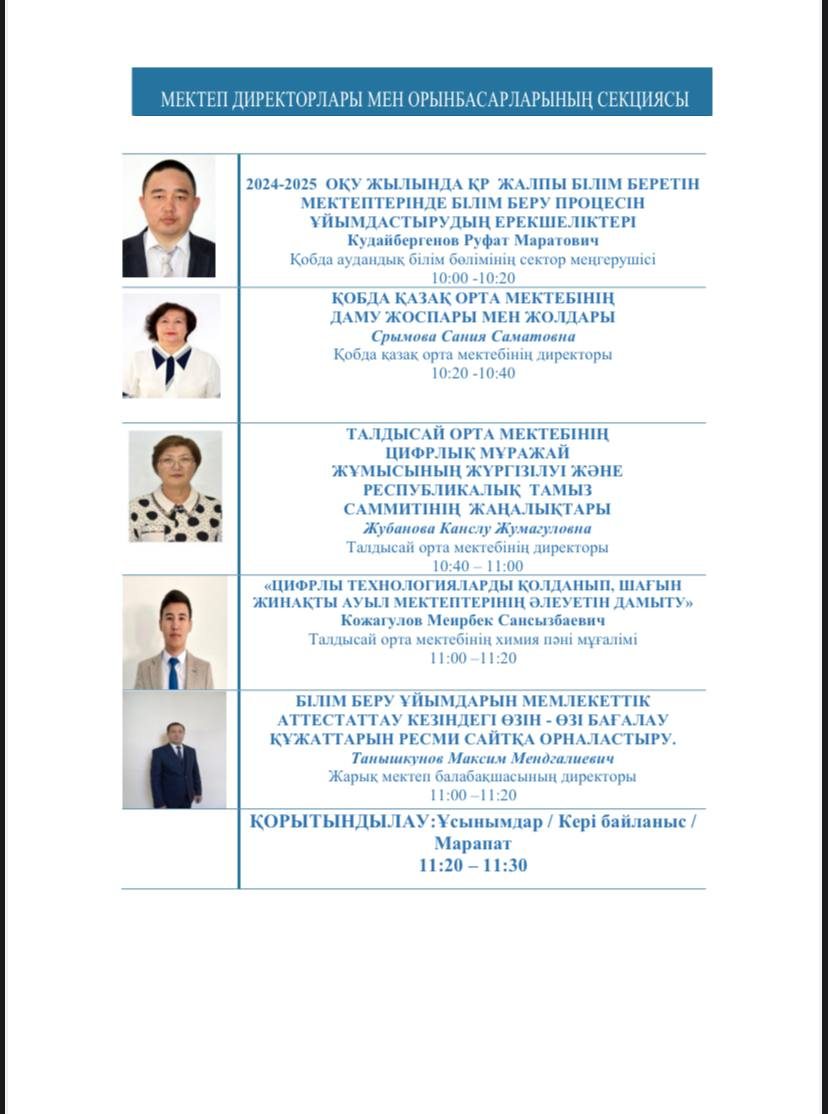 МЕКТЕП ДИРЕКТОРЛАРЫ МЕН ОРЫНБАСАРЛАРЫНЫҢ СЕКЦИЯСЫ
2024-2025 ОҚУ ЖЫЛЫНДА ҚР ЖАЛПЫ БІЛІМ БЕРЕТІН
МЕКТЕПТЕРІНДЕ БІЛІМ БЕРУ ПРОЦЕСІН
ҰЙЫМДАСТЫРУДЫҢ ЕРЕКШЕЛІКТЕРІ
Кудайбергенов Руфат Маратович
Қобда аудандық білім бөлімінің сектор меңгерушісі
10:00 -10:20
ҚОБДА ҚАЗАҚ ОРТА МЕКТЕБІНІҢ
ДАМУ ЖОСПАРЫ МЕН ЖОЛДАРЫ
Срымова Сания Саматовна
Қобда қазақ орта мектебінің директоры
10:20 -10:40
ТАЛДЫСАЙ ОРТА МЕКТЕБІНІҢ
ЦИФРЛЫҚ МҰРАЖАЙ
ЖҰМЫСЫНЫҢ ЖҮРГІЗІЛУІ ЖӘНЕ
РЕСПУБЛИКАЛЫҚ ТАМЫЗ
САММИТІНІҢ ЖАҢАЛЫҚТАРЫ
Жубанова Канслу Жумагуловна
Талдысай орта мектебінің директоры
10:40 – 11:00
«ЦИФРЛЫ ТЕХНОЛОГИЯЛАРДЫ ҚОЛДАНЫП, ШАҒЫН
ЖИНАҚТЫ АУЫЛ МЕКТЕПТЕРІНІҢ ӘЛЕУЕТІН ДАМЫТУ»
Кожагулов Меирбек Сансызбаевич
Талдысай орта мектебінің химия пәні мұғалімі
11:00 –11:20
БІЛІМ БЕРУ ҰЙЫМДАРЫН МЕМЛЕКЕТТІК
АТТЕСТАТТАУ КЕЗІНДЕГІ ӨЗІН - ӨЗІ БАҒАЛАУ
ҚҰЖАТТАРЫН РЕСМИ САЙТҚА ОРНАЛАСТЫРУ.
Танышкунов Максим Мендгалиевич
Жарық мектеп балабақшасының директоры
11:00 –11:20
ҚОРЫТЫНДЫЛАУ:Ұсынымдар / Кері байланыс /
Марапат
11:20 – 11:30